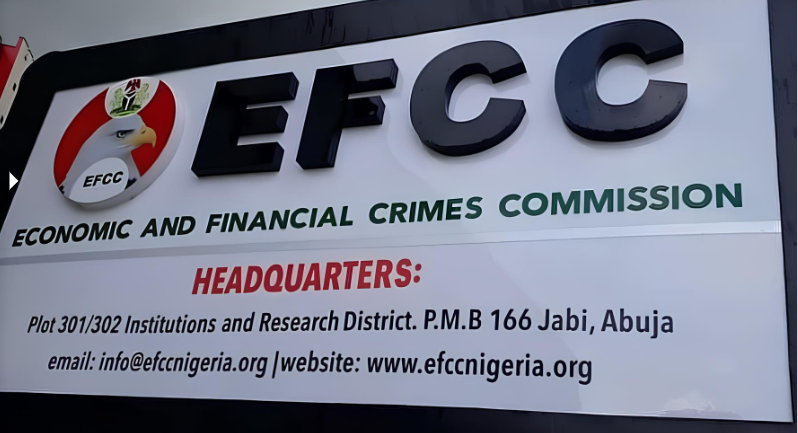 EFCC
EFCC
ECONOMIC AND FINANCIAL CRIMES COMMISSION
HEADQUARTERS:
Plot 301/302 Institutions and Research District. P.M.B 166 Jabi, Abuja
email: info@efccnigeria.org | website: www.efccnigeria.org